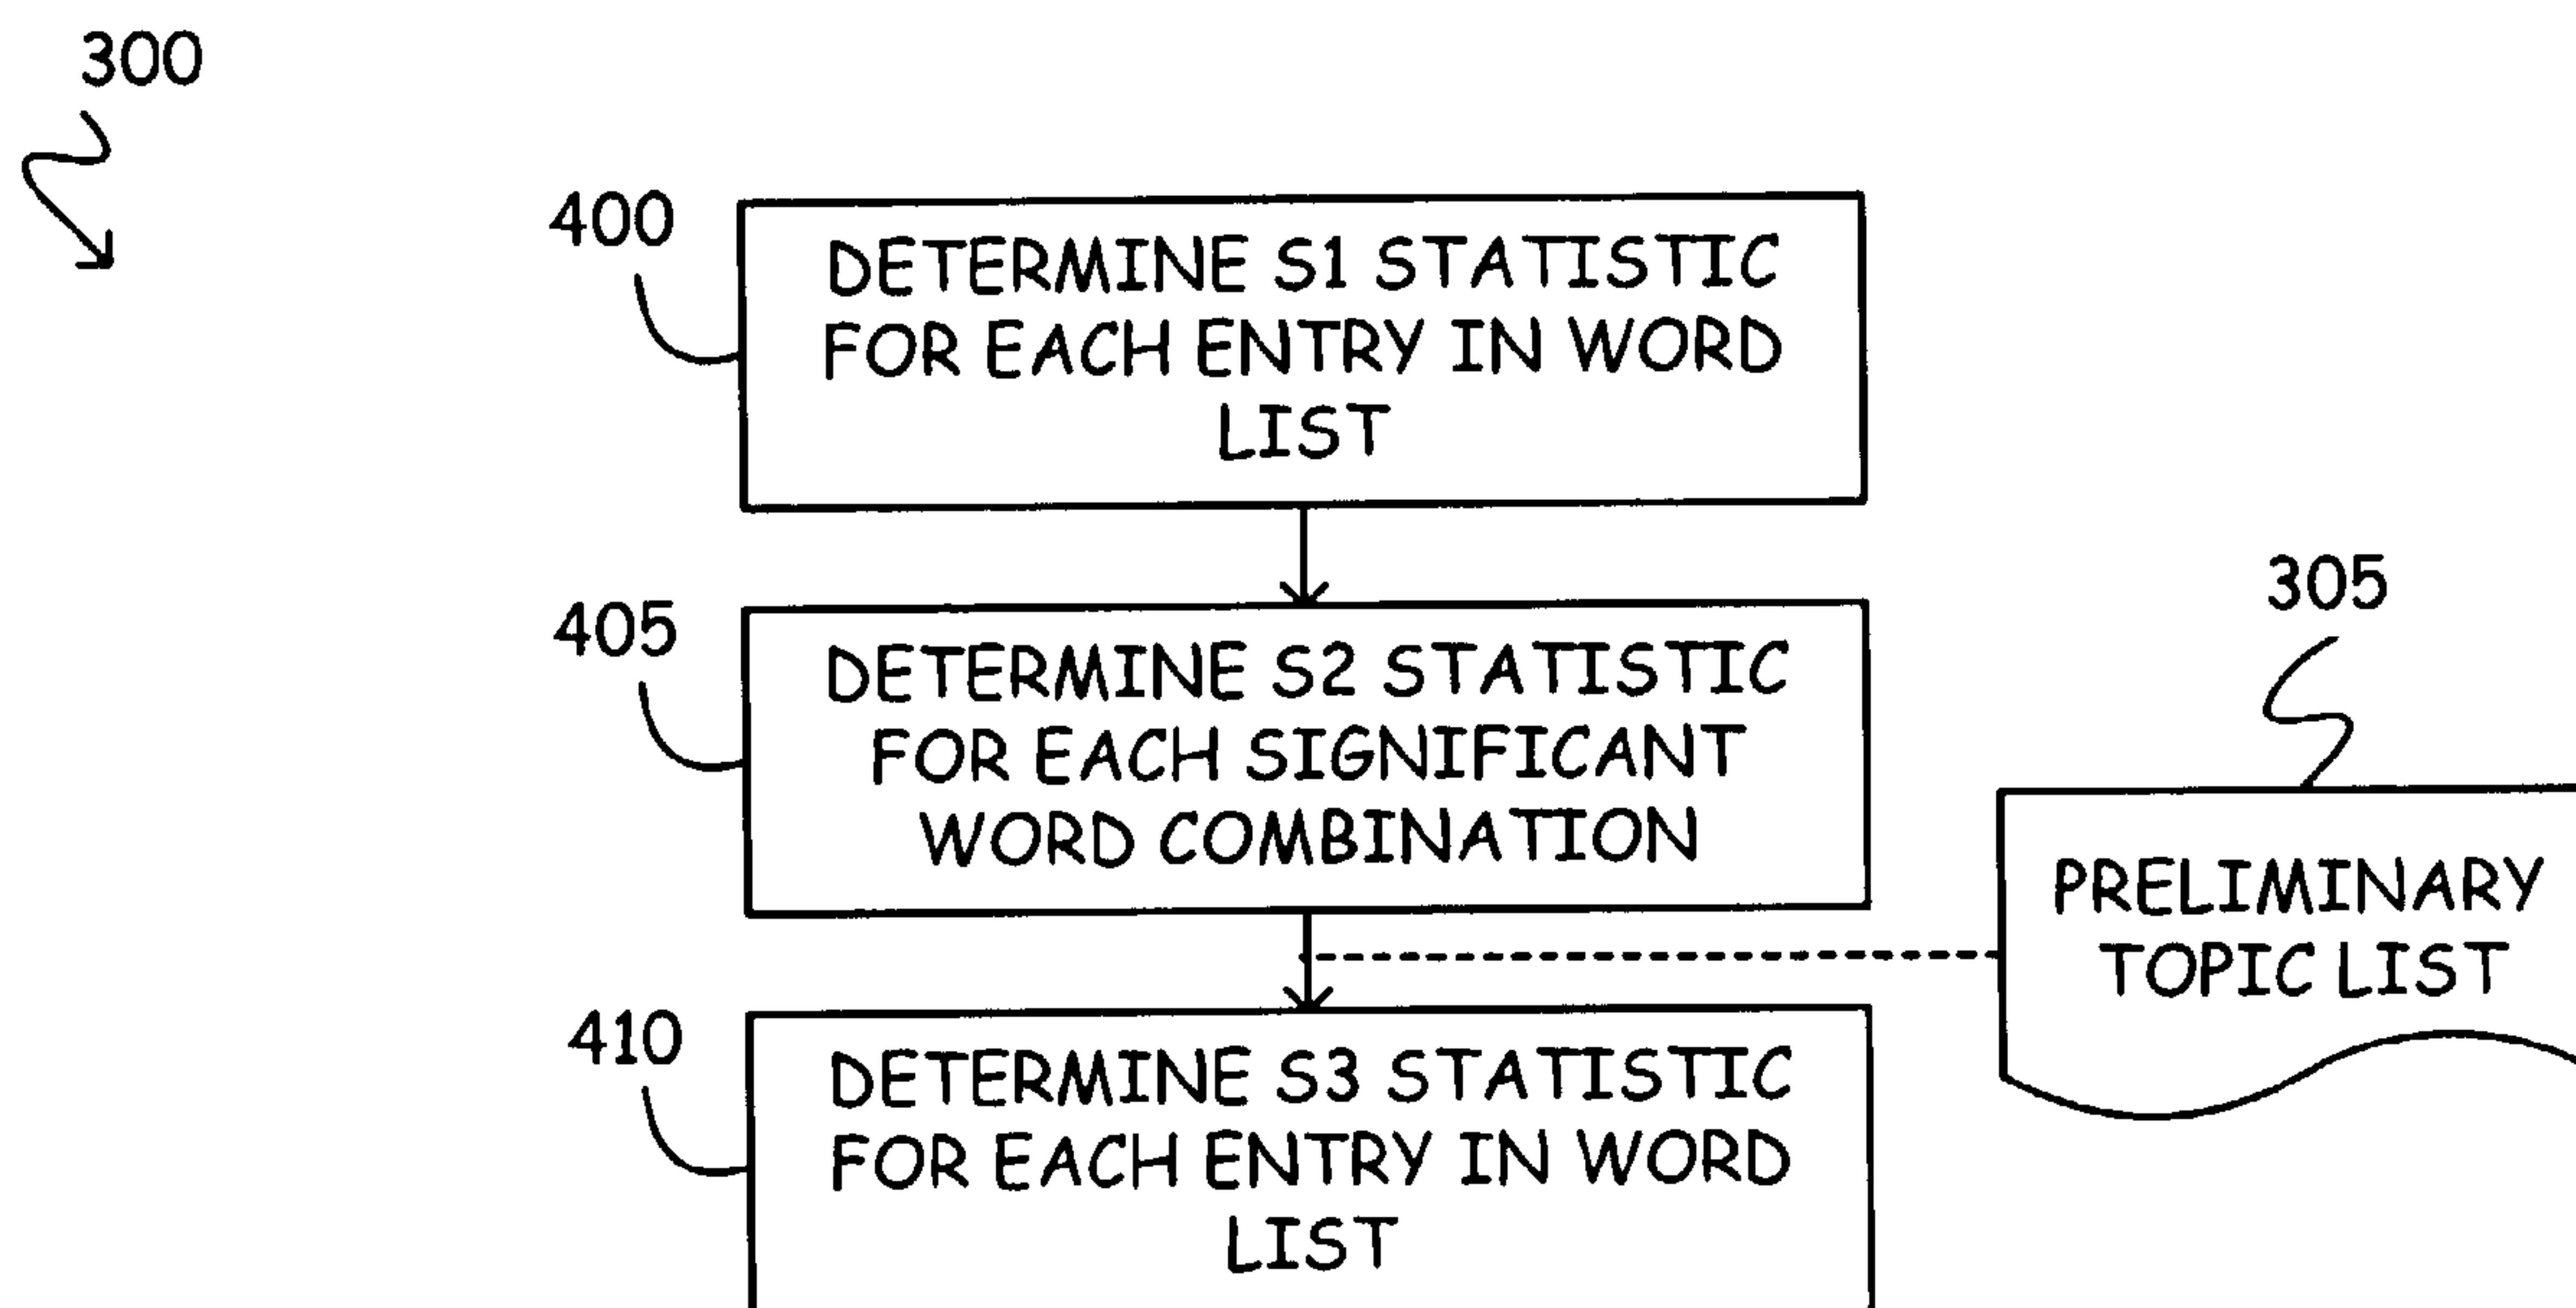 300
400
DETERMINE S1 STATISTIC
FOR EACH ENTRY IN WORD
LIST
405
DETERMINE S2 STATISTIC
FOR EACH SIGNIFICANT
WORD COMBINATION
305
PRELIMINARY
TOPIC LIST
410
DETERMINE S3 STATISTIC
FOR EACH ENTRY IN WORD
LIST